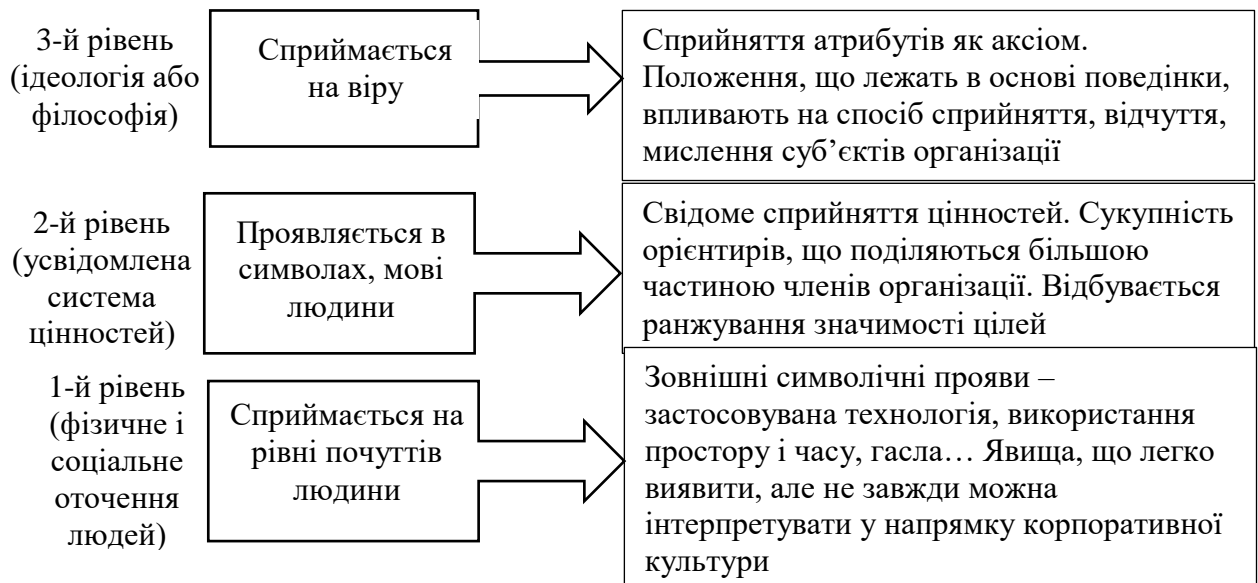 3-й рівень
(ідеологія або
філософія)
Сприймається
на віру
Сприйняття атрибутів як аксіом.
Положення, що лежать в основі поведінки,
впливають на спосіб сприйняття, відчуття,
мислення суб’єктів організації
2-й рівень
(усвідомлена
система
цінностей)
Проявляється в
символах, мові
людини
Свідоме сприйняття цінностей. Сукупність
орієнтирів, що поділяються більшою
частиною членів організації. Відбувається
ранжування значимості цілей
1-й рівень
(фізичне і
соціальне
оточення
людей)
Сприймається на
рівні почуттів
людини
Зовнішні символічні прояви –
застосовувана технологія, використання
простору і часу, гасла… Явища, що легко
виявити, але не завжди можна
інтерпретувати у напрямку корпоративної
культури